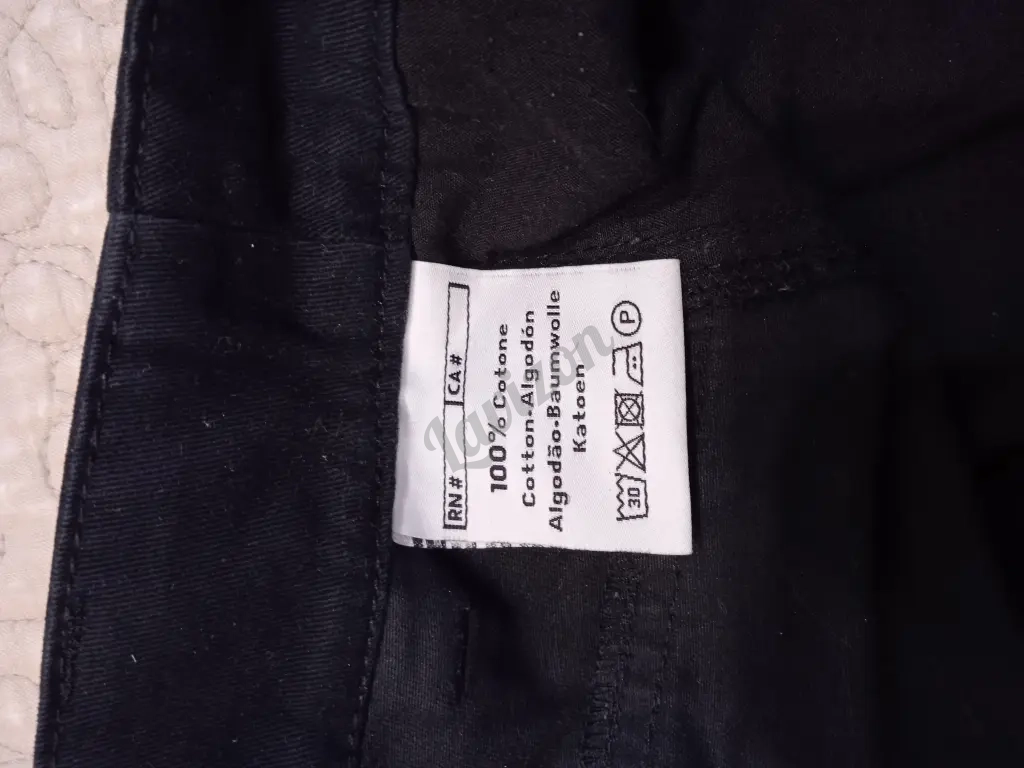 RN# CA#
100% Cotone
Cotton-Algodón
Algodão-Baumwolle
Katoen
30 P
Lavizon